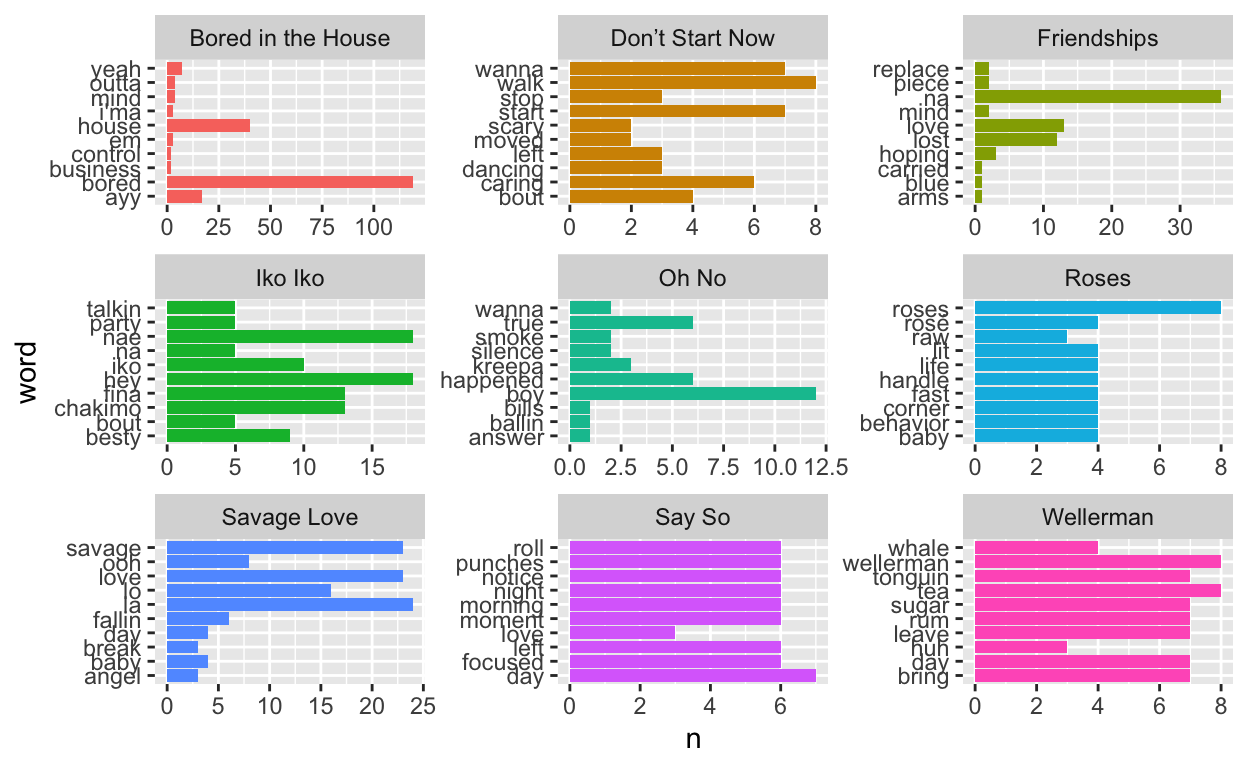 Bored in the House
yeah
outta
mind
i'ma
house
em
control
business
bored
ayy
0 25 50 75 100
Don’t Start Now
wanna
walk
stop
start
scary
moved
left
dancing
caring
bout
0 2 4 6 8
Friendships
replace
piece
na
mind
love
lost
hoping
carried
blue
arms
0 10 20 30
Iko Iko
talkin
party
nae
na
iko
hey
fina
chakimo
bout
besty
0 5 10 15
Oh No
wanna
true
smoke
silence
kreepa
happened
boy
bills
ballin
answer
0.0 2.5 5.0 7.5 10.0 12.5
Roses
roses
rose
raw
lit
life
handle
fast
corner
behavior
baby
0 2 4 6 8
Savage Love
savage
ooh
love
lo
la
fallin
day
break
baby
angel
0 5 10 15 20 25
Say So
roll
punches
notice
night
morning
moment
love
left
focused
day
0 2 4 6
Wellerman
whale
wellerman
tonguin
tea
sugar
rum
leave
huh
day
bring
0 2 4 6 8
word
n